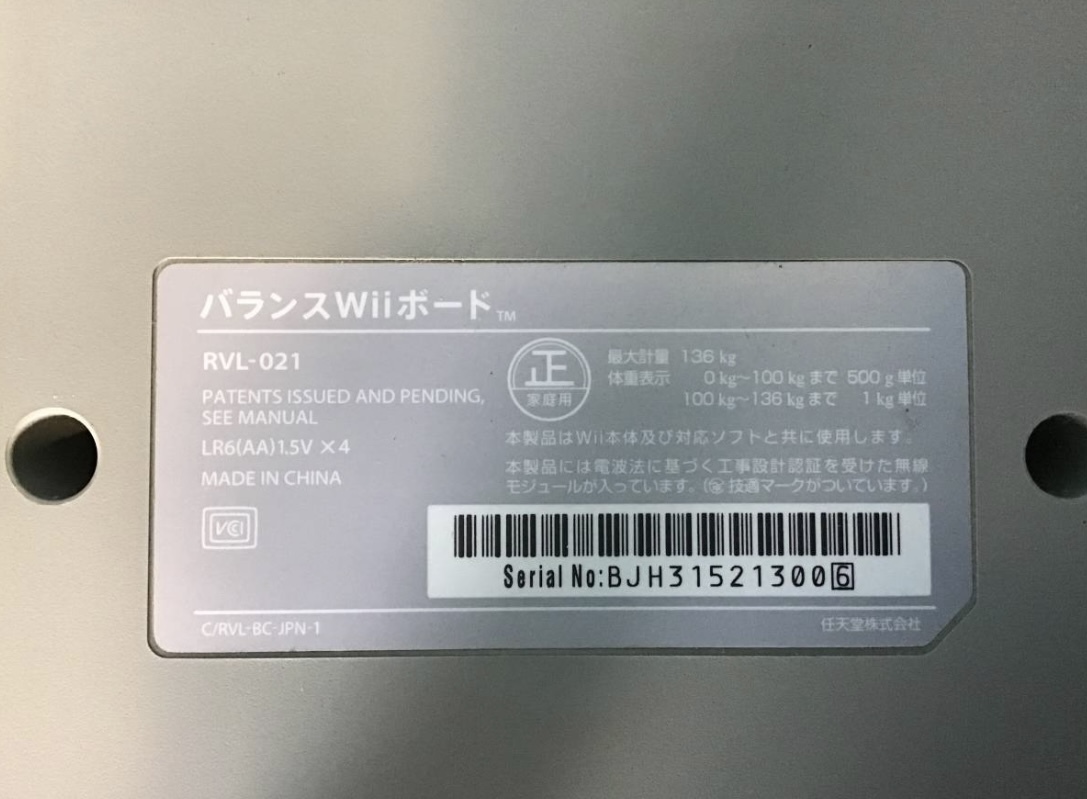 バランスWiiボード™
RVL-021
PATENTS ISSUED AND PENDING,
SEE MANUAL
LR6(AA)1.5V ×4
MADE IN CHINA
VCCI
正
家庭用
最大計量 136 kg
体重表示 0 kg~100 kg まで 500 g 単位
100 kg~136 kg まで 1 kg 単位
本製品はWii本体及び対応ソフトと共に使用します。
本製品には電波法に基づく工事設計認証を受けた無線
モジュールが入っています。(技適マークがついています。)
Serial No:BJH315213006
C/RVL-BC-JPN-1
任天堂株式会社